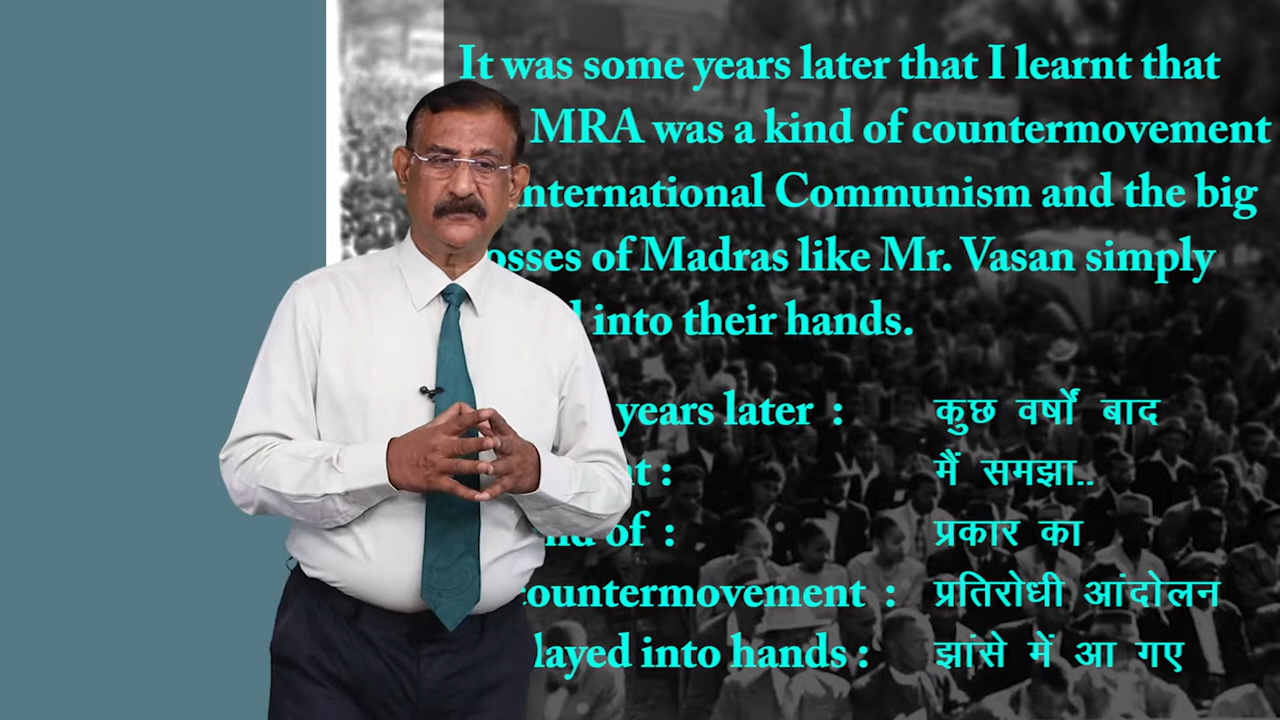 It was some years later that I learnt that
MRA was a kind of countermovement
nternational Communism and the big
osses of Madras like Mr. Vasan simply
into their hands.
years later : कुछ वर्षों बाद
t : मैं समझा..
of : प्रकार का
countermovement : प्रतिरोधी आंदोलन
layed into hands : झांसे में आ गए